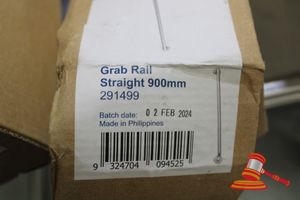 Grab Rail
Straight 900mm
291499
Batch date: 0 2 FEB 2024
Made in Philippines
9 324704 094525